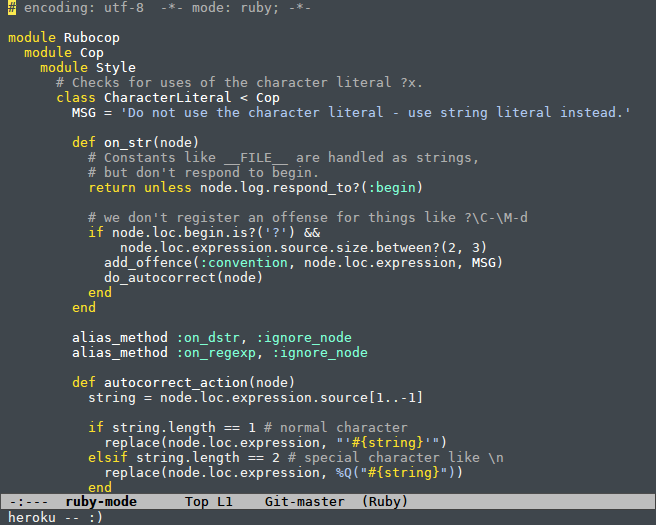 # encoding: utf-8  -*- mode: ruby; -*-

module Rubocop
  module Cop
    module Style
      # Checks for uses of the character literal ?x.
      class CharacterLiteral < Cop
        MSG = 'Do not use the character literal - use string literal instead.'

        def on_str(node)
          # Constants like __FILE__ are handled as strings,
          # but don't respond to begin.
          return unless node.log.respond_to?(:begin)

          # we don't register an offense for things like ?\C-\M-d
          if node.loc.begin.is?('?') &&
              node.loc.expression.source.size.between?(2, 3)
            add_offence(:convention, node.loc.expression, MSG)
            do_autocorrect(node)
          end
        end

        alias_method :on_dstr, :ignore_node
        alias_method :on_regexp, :ignore_node

        def autocorrect_action(node)
          string = node.loc.expression.source[1..-1]

          if string.length == 1 # normal character
            replace(node.loc.expression, "'#{string}'")
          elsif string.length == 2 # special character like \n
            replace(node.loc.expression, %Q("#{string}"))
          end
-:---  ruby-mode      Top L1    Git-master  (Ruby)
heroku -- :)